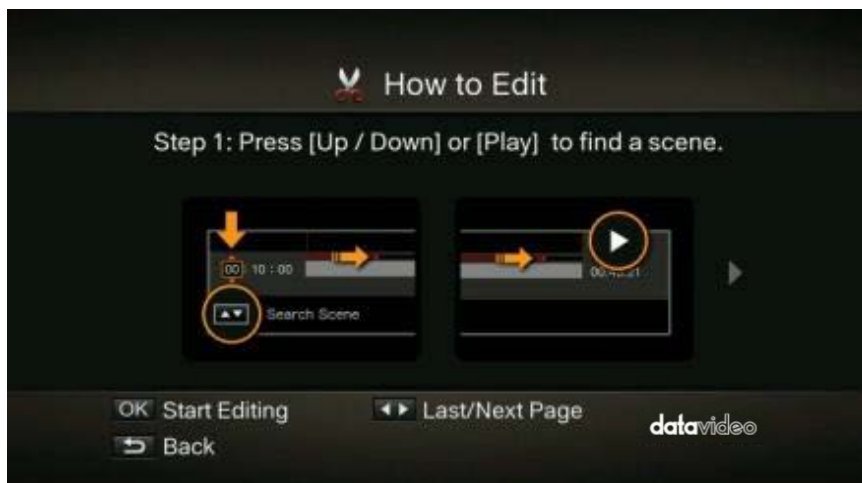 How to Edit
Step 1: Press [Up / Down] or [Play] to find a scene.
00 10 : 00
Search Scene
OK Start Editing
Last/Next Page
Back
datavideo